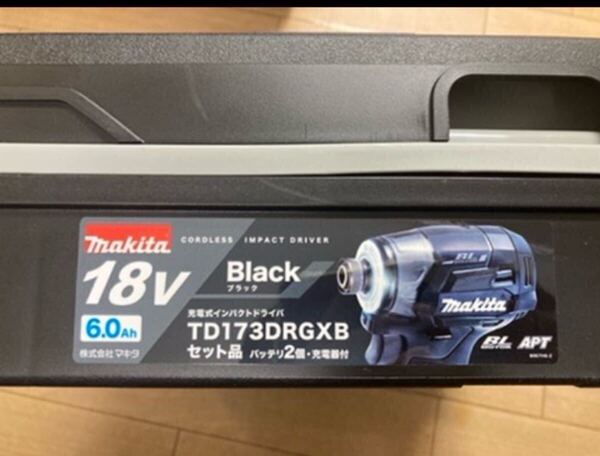 makita
CORDLESS IMPACT DRIVER
18V
Black
ブラック
6.0Ah
充電式インパクトドライバ
TD173DRGXB
セット品 バッテリ2個・充電器付
株式会社マキタ
makita
BL
APT